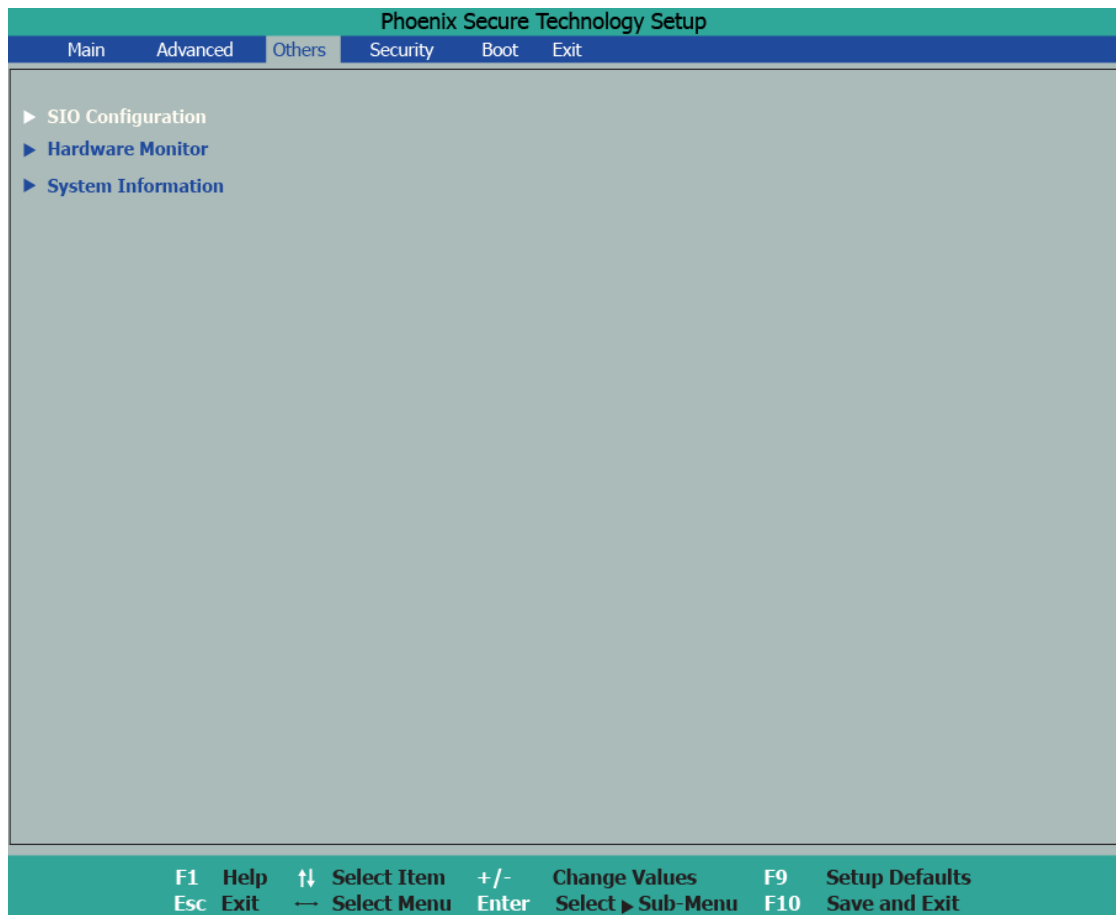 Phoenix Secure Technology Setup
Main Advanced Others Security Boot Exit
▶ SIO Configuration
▶ Hardware Monitor
▶ System Information
F1 Help ↑↓ Select Item +/- Change Values F9 Setup Defaults
Esc Exit ↔ Select Menu Enter Select ▶ Sub-Menu F10 Save and Exit